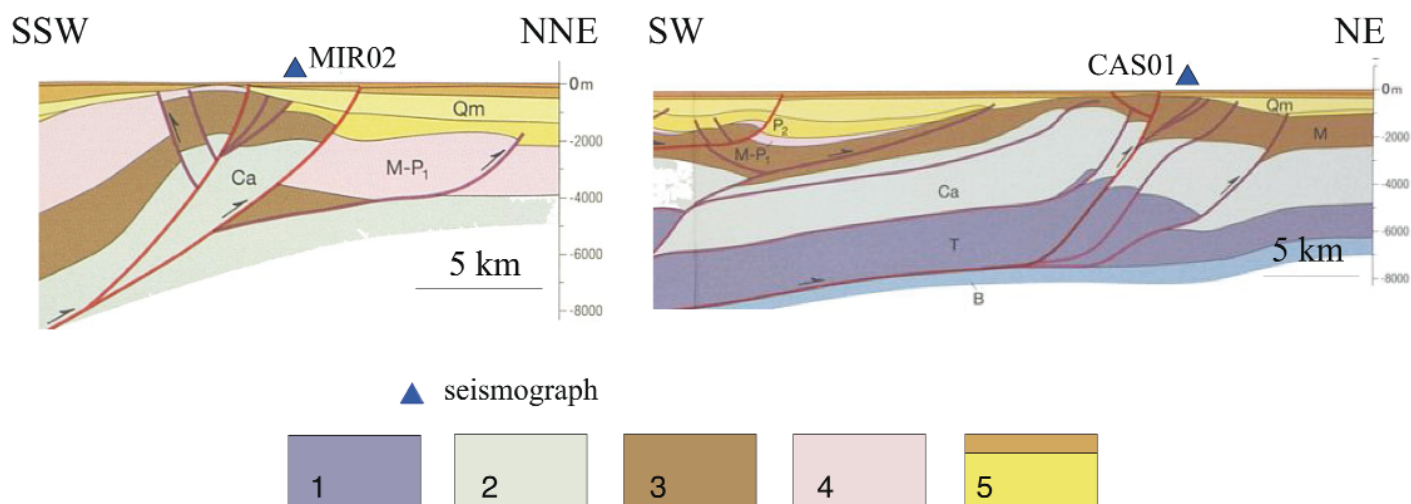 SSW NNE
MIR02
0m
Qm
-2000
Ca
M-P₁
-4000
-6000
5 km
-8000
SW NE
CAS01
0m
Qm
P₂
M
-2000
M-P₁
Ca
-4000
T
-6000
5 km
-8000
B
seismograph
1 2 3 4 5